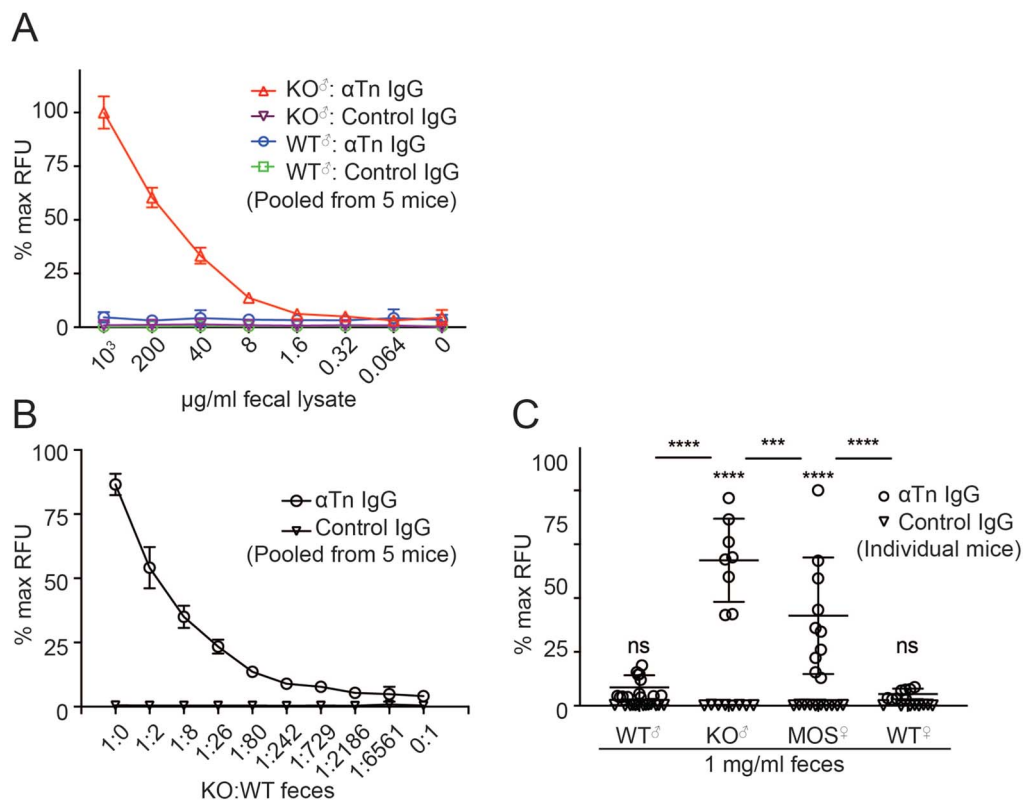 A
% max RFU
100
75
50
25
0
KO♂: αTn IgG
KO♂: Control IgG
WT♂: αTn IgG
WT♂: Control IgG
(Pooled from 5 mice)
10³ 200 40 8 1.6 0.32 0.064 0
µg/ml fecal lysate
B
% max RFU
100
75
50
25
0
αTn IgG
Control IgG
(Pooled from 5 mice)
1:0 1:2 1:8 1:26 1:80 1:242 1:729 1:2186 1:6561 0:1
KO:WT feces
C
% max RFU
100
75
50
25
0
**** *** ****
**** ****
αTn IgG
Control IgG
(Individual mice)
ns ns
WT♂ KO♂ MOS♀ WT♀
1 mg/ml feces